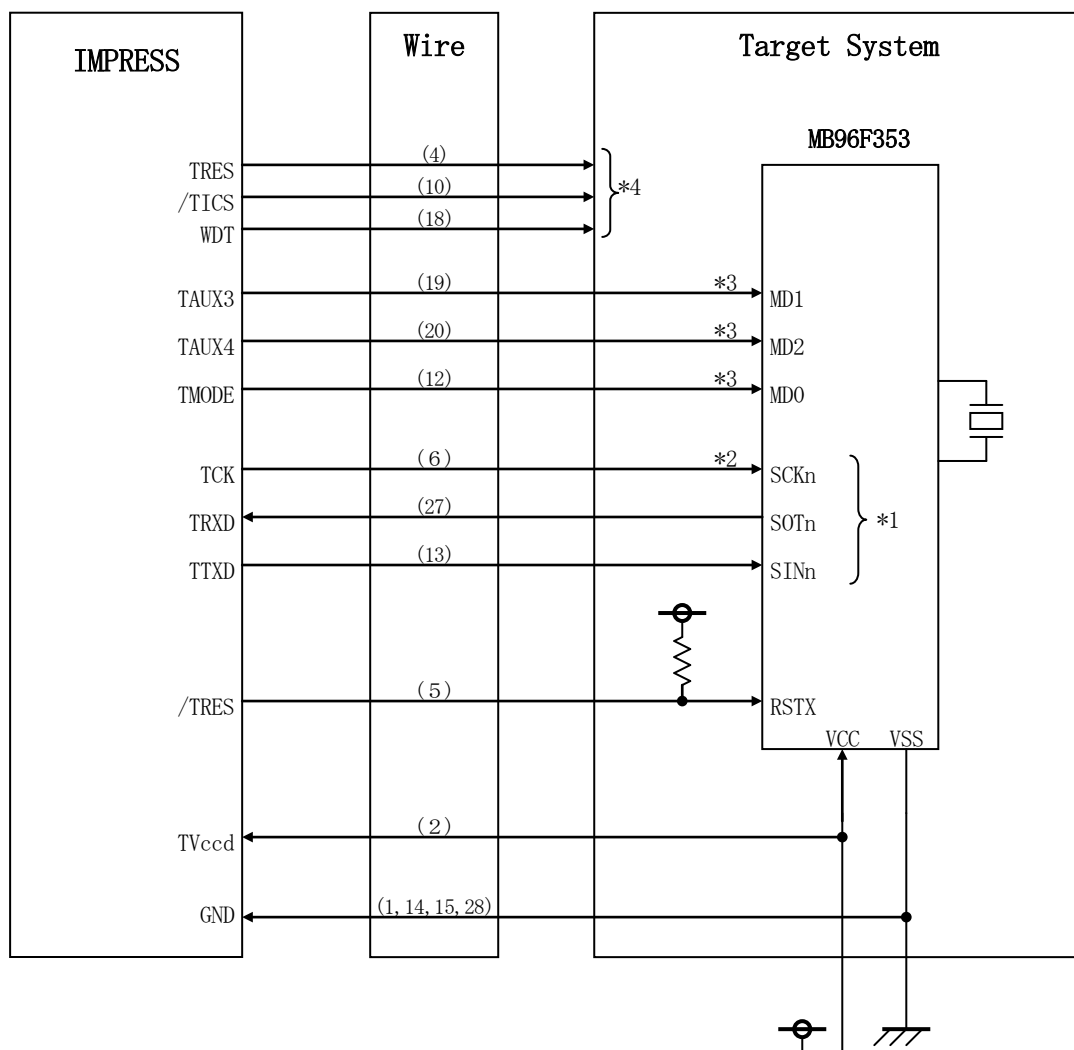 IMPRESS
Wire
Target System
MB96F353
TRES
(4)
*4
/TICS
(10)
WDT
(18)
TAUX3
(19)
*3
MD1
TAUX4
(20)
*3
MD2
TMODE
(12)
*3
MD0
TCK
(6)
*2
SCKn
TRXD
(27)
SOTn
*1
TTXD
(13)
SINn
/TRES
(5)
RSTX
VCC
VSS
TVccd
(2)
GND
(1,14,15,28)